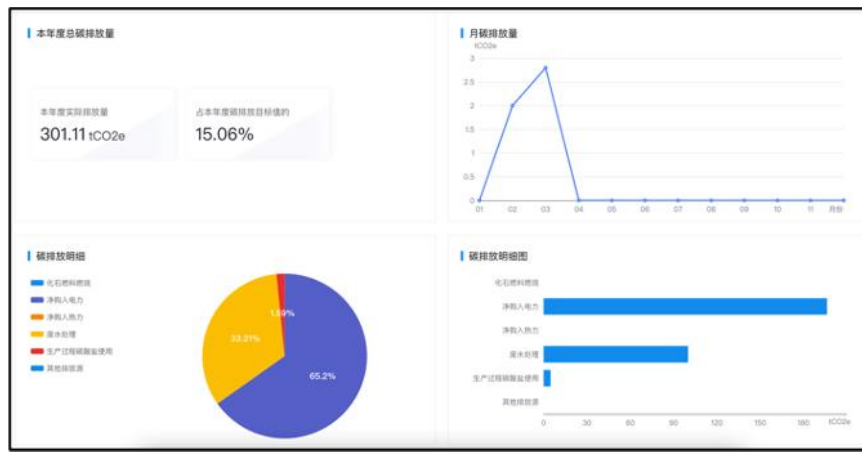 本年度总碳排放量
本年度实际排放量
301.11 tCO2e
占本年度碳排放目标值的
15.06%
月碳排放量
tCO2e
3
2.5
2
1.5
1
0.5
0
01 02 03 04 05 06 07 08 09 10 11 月份
碳排放明细
化石燃料燃烧
净购入电力
净购入热力
废水处理
生产过程碳酸盐使用
其他排放源
1.59%
33.21%
65.2%
碳排放明细图
化石燃料燃烧
净购入电力
净购入热力
废水处理
生产过程碳酸盐使用
其他排放源
0 30 60 90 120 150 180 tCO2e